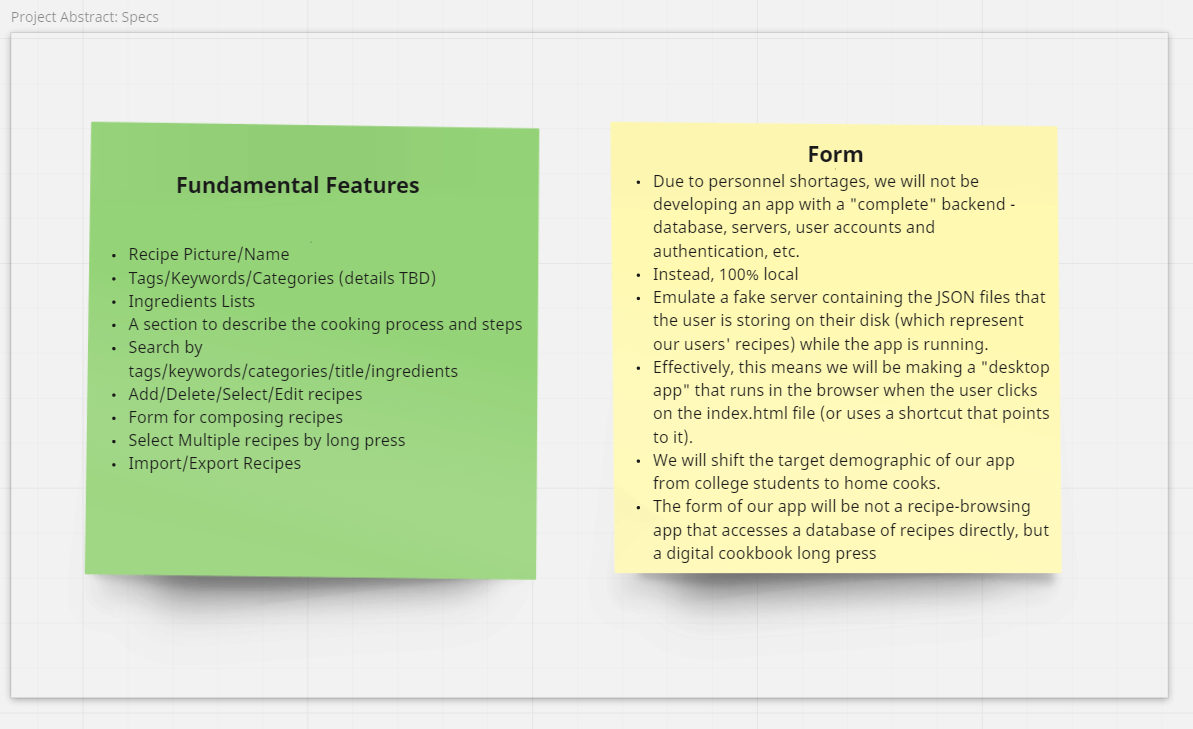 Project Abstract: Specs
Fundamental Features
• Recipe Picture/Name
• Tags/Keywords/Categories (details TBD)
• Ingredients Lists
• A section to describe the cooking process and steps
• Search by
tags/keywords/categories/title/ingredients
• Add/Delete/Select/Edit recipes
• Form for composing recipes
• Select Multiple recipes by long press
• Import/Export Recipes
Form
• Due to personnel shortages, we will not be
developing an app with a "complete" backend -
database, servers, user accounts and
authentication, etc.
• Instead, 100% local
• Emulate a fake server containing the JSON files that
the user is storing on their disk (which represent
our users' recipes) while the app is running.
• Effectively, this means we will be making a "desktop
app" that runs in the browser when the user clicks
on the index.html file (or uses a shortcut that points
to it).
• We will shift the target demographic of our app
from college students to home cooks.
• The form of our app will be not a recipe-browsing
app that accesses a database of recipes directly, but
a digital cookbook long press